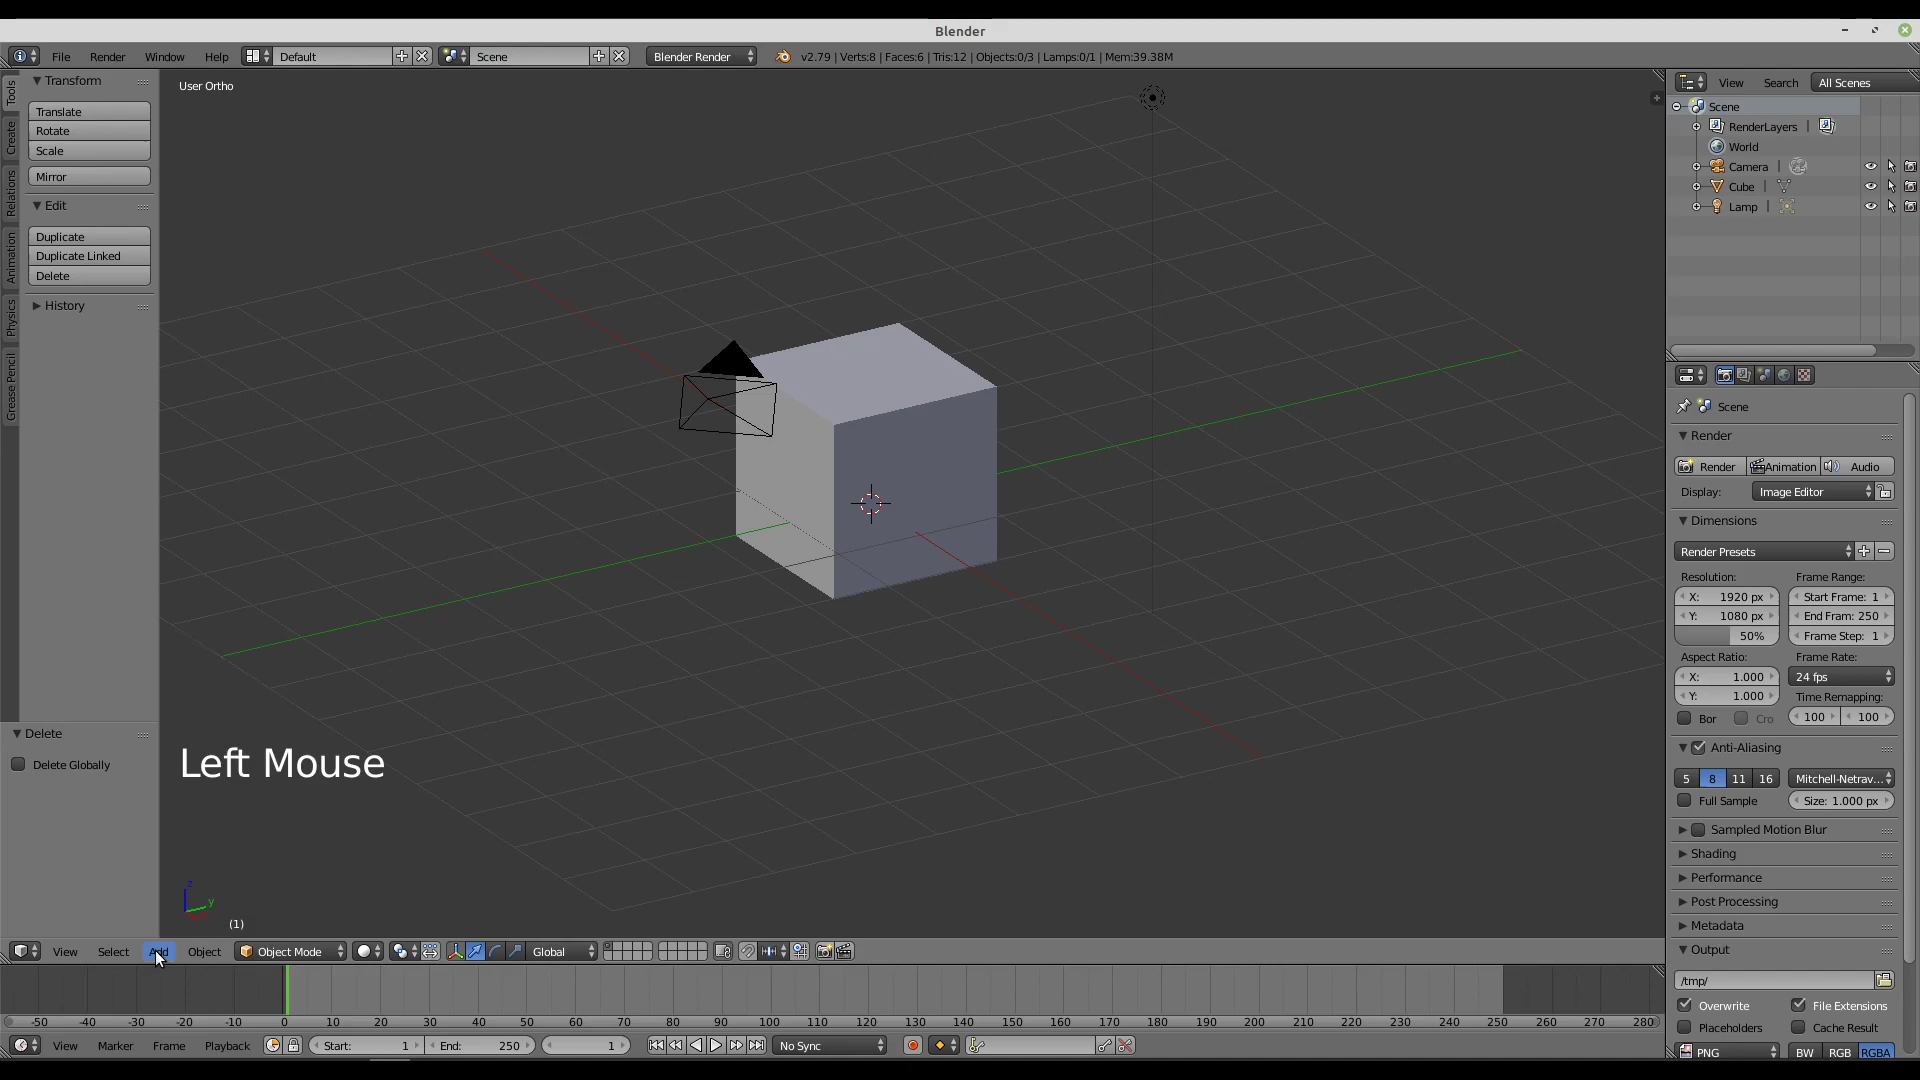 Blender
File Render Window Help Default Scene Blender Render v2.79 | Verts:8 | Faces:6 | Tris:12 | Objects:0/3 | Lamps:0/1 | Mem:39.38M
Tools
Create
Relations
Animation
Physics
Grease Pencil
Transform
Translate
Rotate
Scale
Mirror
Edit
Duplicate
Duplicate Linked
Delete
History
Delete
Delete Globally
User Ortho
Left Mouse
z
y
(1)
View Select Add Object Object Mode Global
-50 -40 -30 -20 -10 0 10 20 30 40 50 60 70 80 90 100 110 120 130 140 150 160 170 180 190 200 210 220 230 240 250 260 270 280
View Marker Frame Playback Start: 1 End: 250 1 No Sync
View Search All Scenes
Scene
RenderLayers |
World
Camera |
Cube |
Lamp |
Scene
Render
Render Animation Audio
Display: Image Editor
Dimensions
Render Presets
Resolution: Frame Range:
X: 1920 px Start Frame: 1
Y: 1080 px End Fram: 250
50% Frame Step: 1
Aspect Ratio: Frame Rate:
X: 1.000 24 fps
Y: 1.000 Time Remapping:
Bor Cro 100 100
Anti-Aliasing
5 8 11 16 Mitchell-Netrav...
Full Sample Size: 1.000 px
Sampled Motion Blur
Shading
Performance
Post Processing
Metadata
Output
/tmp/
Overwrite File Extensions
Placeholders Cache Result
PNG BW RGB RGBA